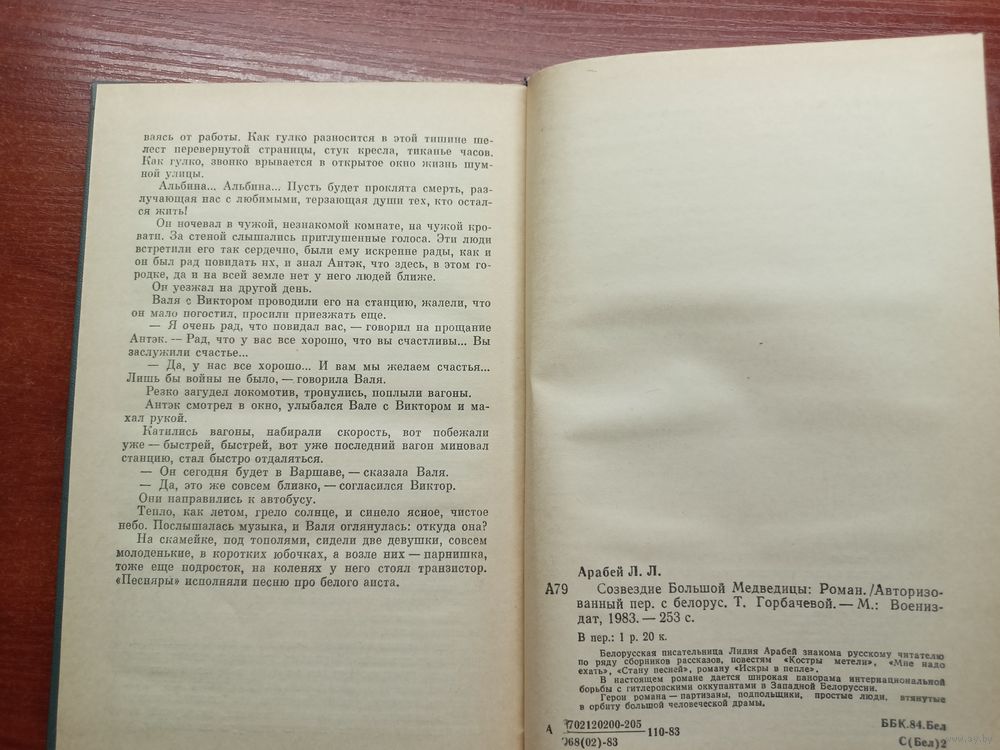 ваясь от работы. Как гулко разносится в этой тишине ше-
лест перевернутой страницы, стук кресла, тиканье часов.
Как гулко, звонко врывается в открытое окно жизнь шум-
ной улицы.
Альбина... Альбина... Пусть будет проклята смерть, раз-
лучающая нас с любимыми, терзающая души тех, кто остал-
ся жить!
Он ночевал в чужой, незнакомой комнате, на чужой кро-
вати. За стеной слышались приглушенные голоса. Эти люди
встретили его так сердечно, были ему искренне рады, как и
он был рад повидать их, и знал Антэк, что здесь, в этом го-
родке, да и на всей земле нет у него людей ближе.
Он уезжал на другой день.
Валя с Виктором проводили его на станцию, жалели, что
он мало погостил, просили приезжать еще.
— Я очень рад, что повидал вас, — говорил на прощание
Антэк. — Рад, что у вас все хорошо, что вы счастливы... Вы
заслужили счастье...
— Да, у нас все хорошо... И вам мы желаем счастья...
Лишь бы войны не было, — говорила Валя.
Резко загудел локомотив, тронулись, поплыли вагоны.
Антэк смотрел в окно, улыбался Вале с Виктором и ма-
хал рукой.
Катились вагоны, набирали скорость, вот побежали
уже — быстрей, быстрей, вот уже последний вагон миновал
станцию, стал быстро отдаляться.
— Он сегодня будет в Варшаве, — сказала Валя.
— Да, это же совсем близко, — согласился Виктор.
Они направились к автобусу.
Тепло, как летом, грело солнце, и синело ясное, чистое
небо. Послышалась музыка, и Валя оглянулась: откуда она?
На скамейке, под тополями, сидели две девушки, совсем
молоденькие, в коротких юбочках, а возле них — парнишка,
тоже еще подросток, на коленях у него стоял транзистор.
«Песняры» исполняли песню про белого аиста.
Арабей Л. Л.
А79 Созвездие Большой Медведицы: Роман. /Авторизо-
ванный пер. с белорус. Т. Горбачевой. — М.: Воениз-
дат, 1983. — 253 с.
В пер.: 1 р. 20 к.
Белорусская писательница Лидия Арабей знакома русскому читателю
по ряду сборников рассказов, повестям «Костры метели», «Мне надо
ехать», «Стану песней», роману «Искры в пепле».
В настоящем романе дается широкая панорама интернациональной
борьбы с гитлеровскими оккупантами в Западной Белоруссии.
Герои романа — партизаны, подпольщики, простые люди, втянутые
в орбиту большой человеческой драмы.
А 4702120200-205 110-83 ББК.84.Бел
068(02)-83 С(Бел)2
ay.by